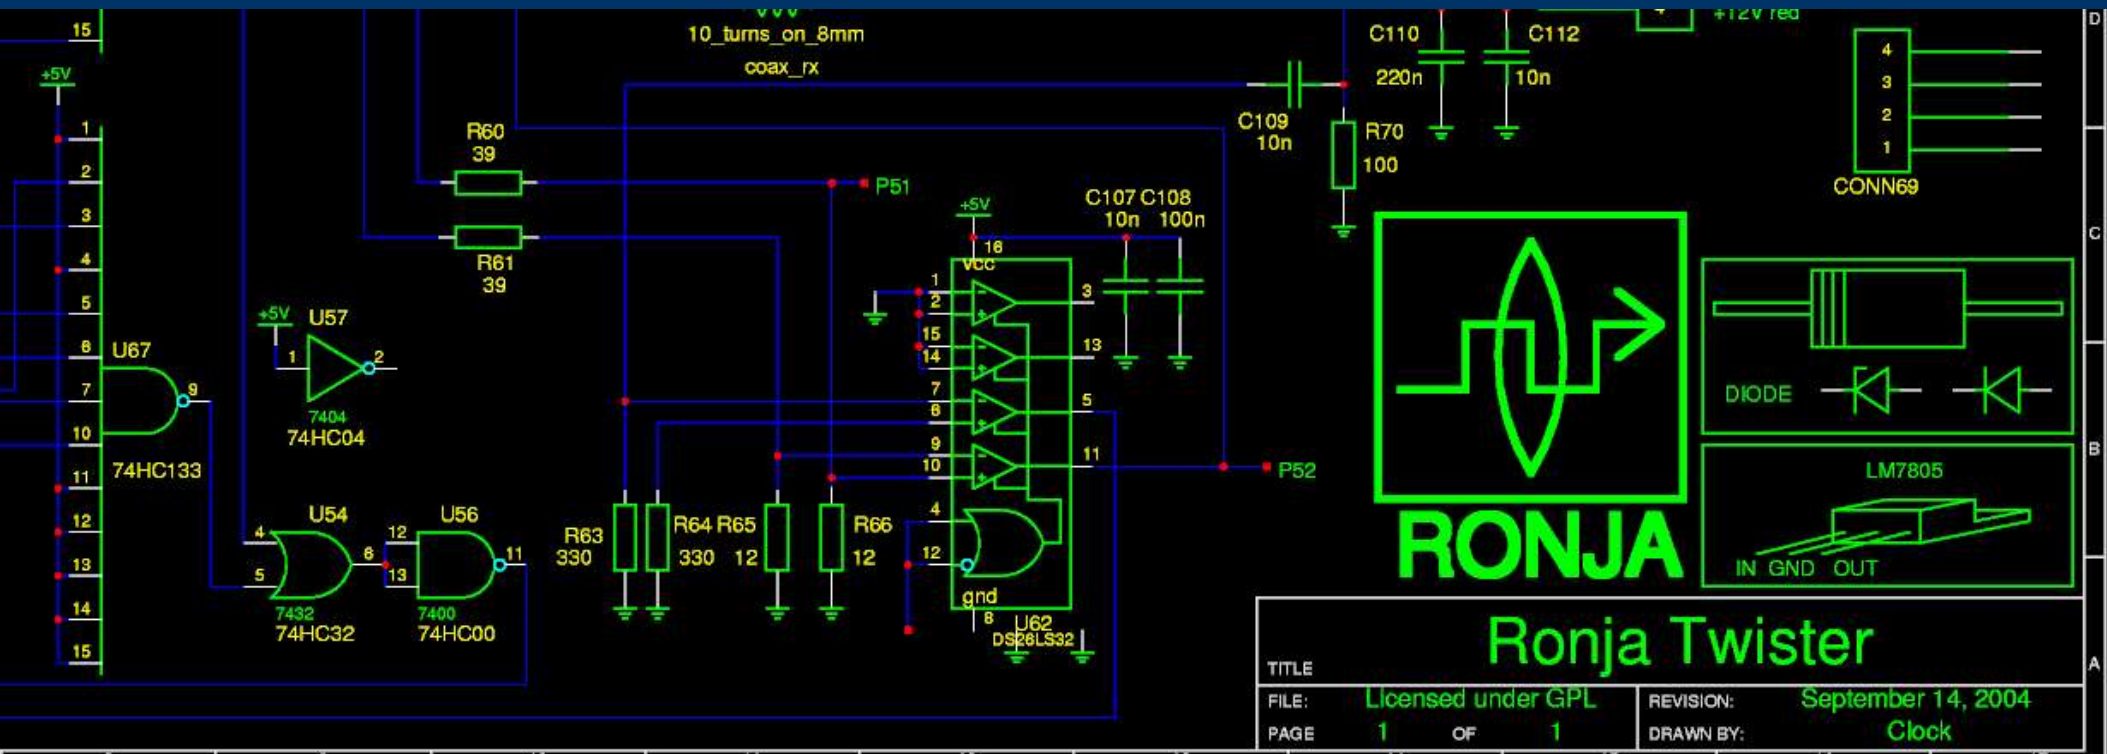 15
+5V
1
2
3
4
5
6
7
10
11
12
13
14
15
U67
9
74HC133
+5V
U57
1
2
7404
74HC04
4
5
U54
6
7432
74HC32
12
13
U56
11
7400
74HC00
10_turns_on_8mm
coax_rx
R60
39
R61
39
P51
R63
330
R64
330
R65
12
R66
12
+5V
16
vcc
1
2
15
14
7
6
9
10
4
12
3
13
5
11
gnd
8
U62
DS26LS32
C107 C108
10n 100n
P52
C109
10n
R70
100
C110
220n
C112
10n
+12V red
4
3
2
1
CONN69
RONJA
DIODE
LM7805
IN GND OUT
TITLE
Ronja Twister
FILE: Licensed under GPL
REVISION: September 14, 2004
PAGE 1 OF 1
DRAWN BY: Clock
D
C
B
A